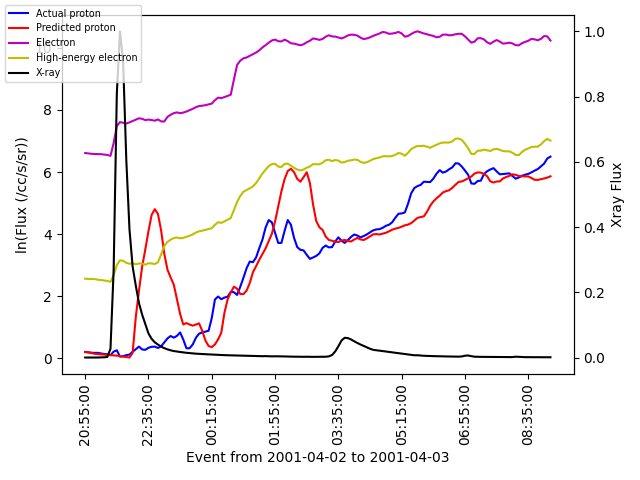 Actual proton
Predicted proton
Electron
High-energy electron
X-ray
ln(Flux (/cc/s/sr))
0
2
4
6
8
10
Xray Flux
0.0
0.2
0.4
0.6
0.8
1.0
20:55:00
22:35:00
00:15:00
01:55:00
03:35:00
05:15:00
06:55:00
08:35:00
Event from 2001-04-02 to 2001-04-03